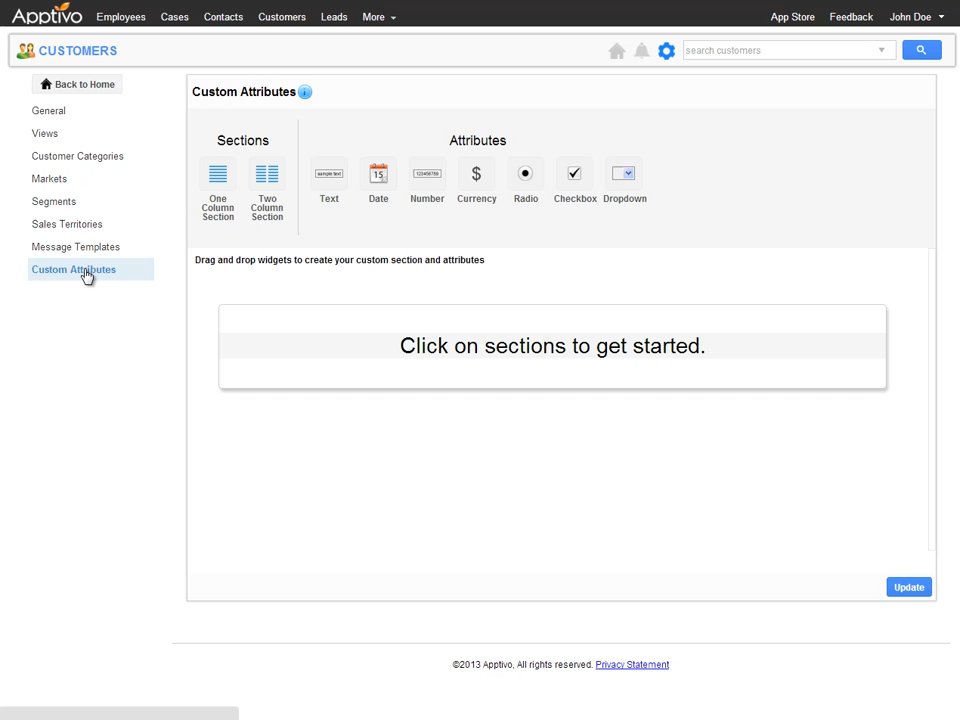 Apptivo Employees Cases Contacts Customers Leads More App Store Feedback John Doe
CUSTOMERS search customers
Back to Home
General
Views
Customer Categories
Markets
Segments
Sales Territories
Message Templates
Custom Attributes
Custom Attributes i
Sections Attributes
sample text 15 123456789 $
One Column Section
Two Column Section
Text Date Number Currency Radio Checkbox Dropdown
Drag and drop widgets to create your custom section and attributes
Click on sections to get started.
Update
©2013 Apptivo, All rights reserved. Privacy Statement